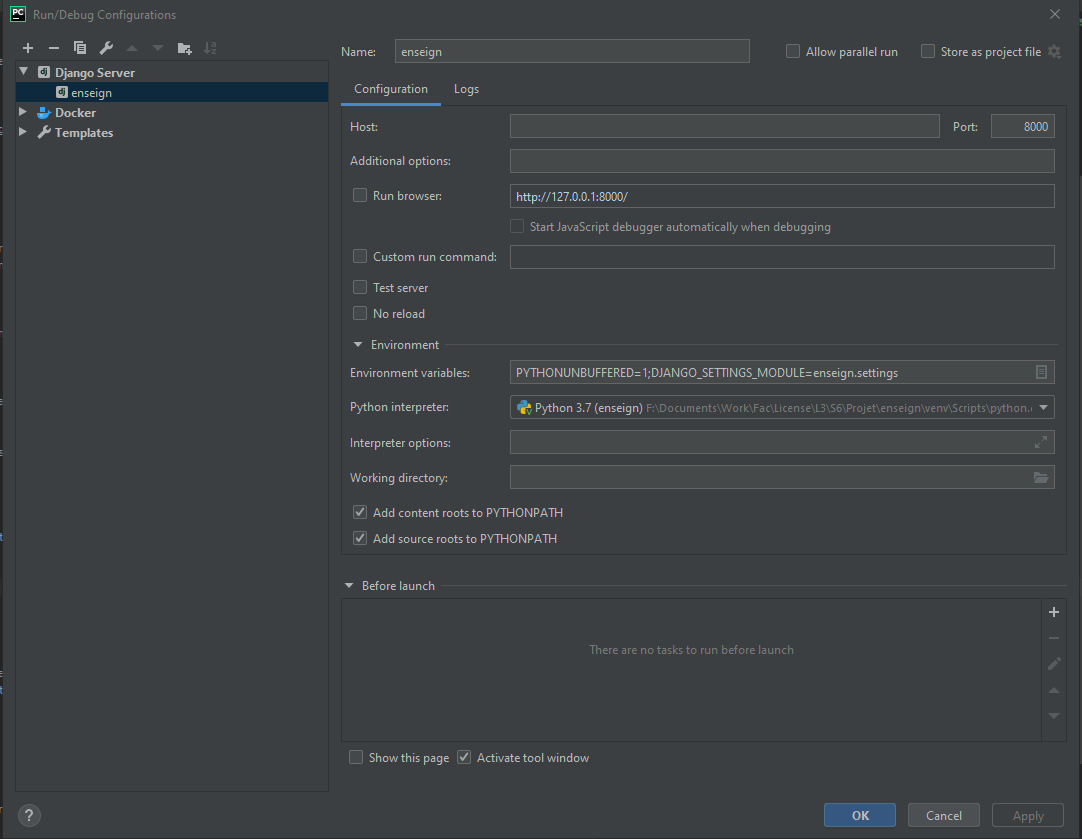 PC Run/Debug Configurations
Name: enseign Allow parallel run Store as project file
dj Django Server
dj enseign
Docker
Templates
Configuration Logs
Host: Port: 8000
Additional options:
Run browser: http://127.0.0.1:8000/
Start JavaScript debugger automatically when debugging
Custom run command:
Test server
No reload
Environment
Environment variables: PYTHONUNBUFFERED=1;DJANGO_SETTINGS_MODULE=enseign.settings
Python interpreter: Python 3.7 (enseign) F:\Documents\Work\Fac\License\L3\S6\Projet\enseign\venv\Scripts\python.
Interpreter options:
Working directory:
Add content roots to PYTHONPATH
Add source roots to PYTHONPATH
Before launch
There are no tasks to run before launch
Show this page Activate tool window
? OK Cancel Apply